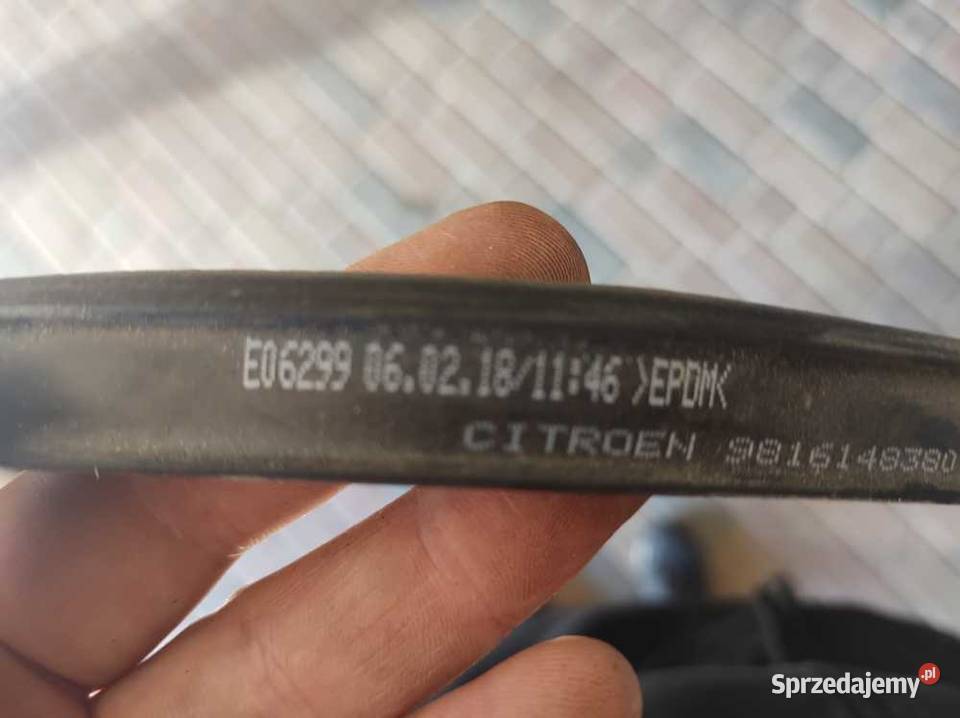 E06299 06.02.18/11:46 >EPDM<
CITROEN 9816148380
Sprzedajemy.pl